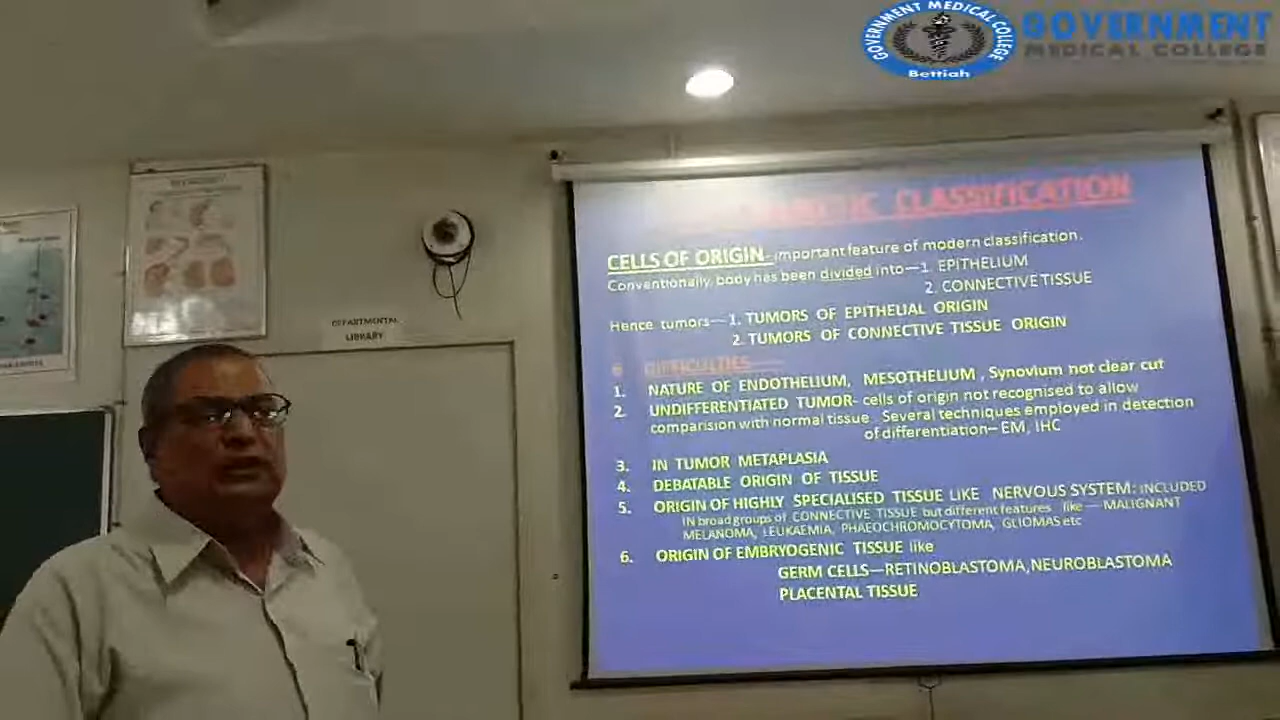 GOVERNMENT MEDICAL COLLEGE
Bettiah
GOVERNMENT
MEDICAL COLLEGE
DEPARTMENTAL
LIBRARY
CLASSIFICATION
CELLS OF ORIGIN- important feature of modern classification.
Conventionally, body has been divided into—1. EPITHELIUM
2. CONNECTIVE TISSUE
Hence tumors—1. TUMORS OF EPITHELIAL ORIGIN
2. TUMORS OF CONNECTIVE TISSUE ORIGIN
6 DIFFICULTIES
1. NATURE OF ENDOTHELIUM, MESOTHELIUM , Synovium not clear cut
2. UNDIFFERENTIATED TUMOR- cells of origin not recognised to allow
comparision with normal tissue. Several techniques employed in detection
of differentiation– EM, IHC
3. IN TUMOR METAPLASIA
4. DEBATABLE ORIGIN OF TISSUE
5. ORIGIN OF HIGHLY SPECIALISED TISSUE LIKE NERVOUS SYSTEM: INCLUDED
IN broad groups of CONNECTIVE TISSUE but different features like— MALIGNANT
MELANOMA, LEUKAEMIA, PHAEOCHROMOCYTOMA, GLIOMAS etc
6. ORIGIN OF EMBRYOGENIC TISSUE like
GERM CELLS—RETINOBLASTOMA,NEUROBLASTOMA
PLACENTAL TISSUE